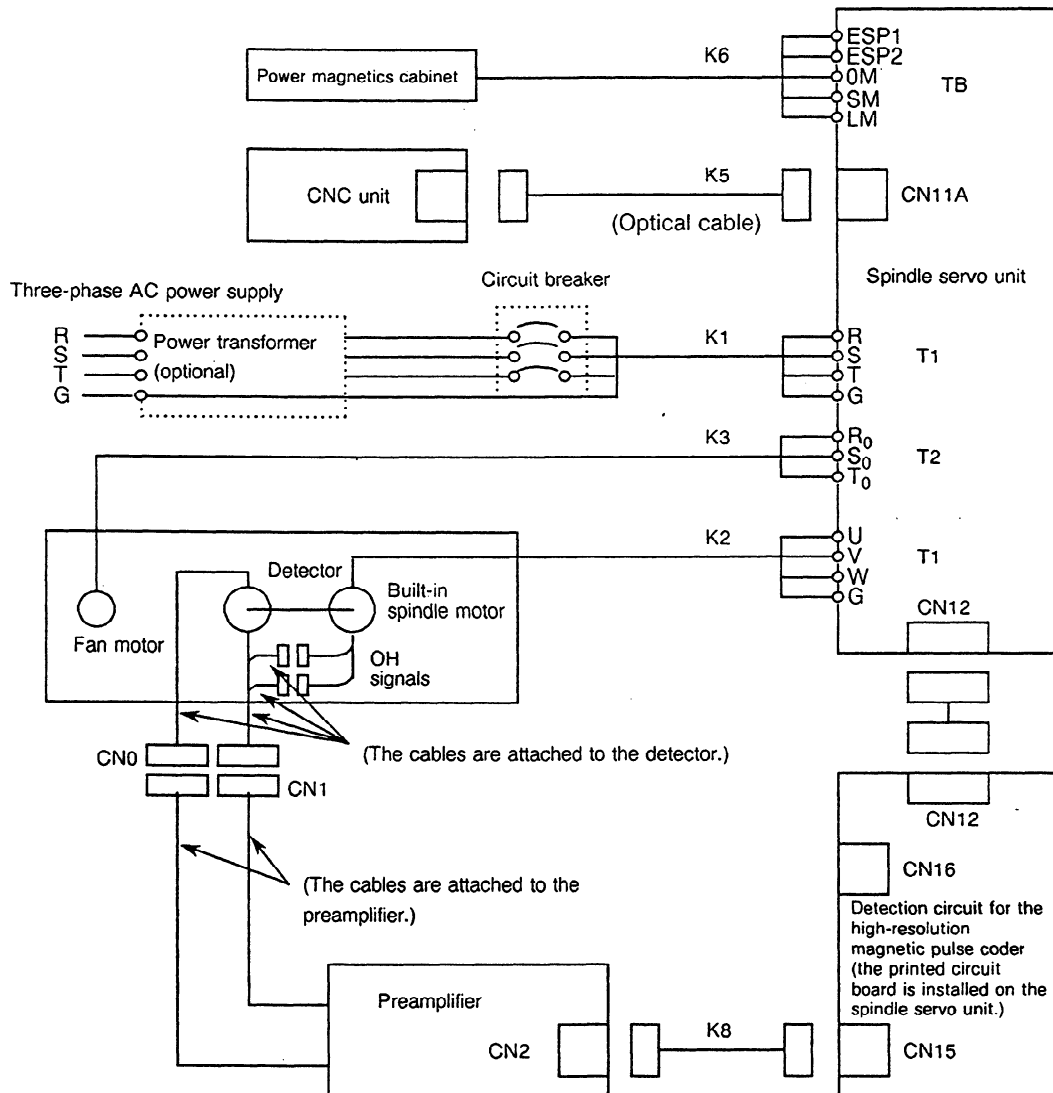 ESP1
ESP2
0M
SM
LM
TB
K6
Power magnetics cabinet
CNC unit
K5
(Optical cable)
CN11A
Spindle servo unit
Three-phase AC power supply
Circuit breaker
R
S
T
G
Power transformer
(optional)
K1
R
S
T
G
T1
K3
R0
S0
T0
T2
K2
U
V
W
G
T1
Detector
Built-in
spindle motor
Fan motor
OH
signals
CN12
CN0
CN1
(The cables are attached to the detector.)
CN12
CN16
(The cables are attached to the
preamplifier.)
Detection circuit for the
high-resolution
magnetic pulse coder
(the printed circuit
board is installed on the
spindle servo unit.)
Preamplifier
CN2
K8
CN15